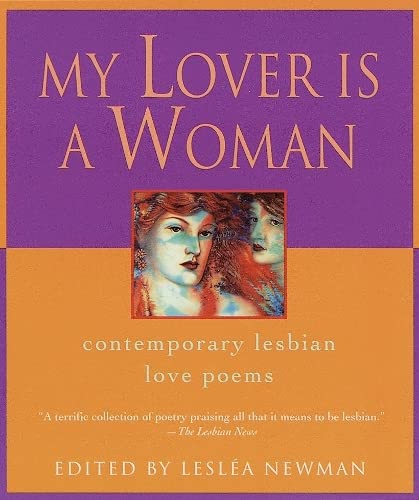 MY LOVER IS
A WOMAN
contemporary lesbian
love poems
"A terrific collection of poetry praising all that it means to be lesbian."
—The Lesbian News
EDITED BY LESLÉA NEWMAN